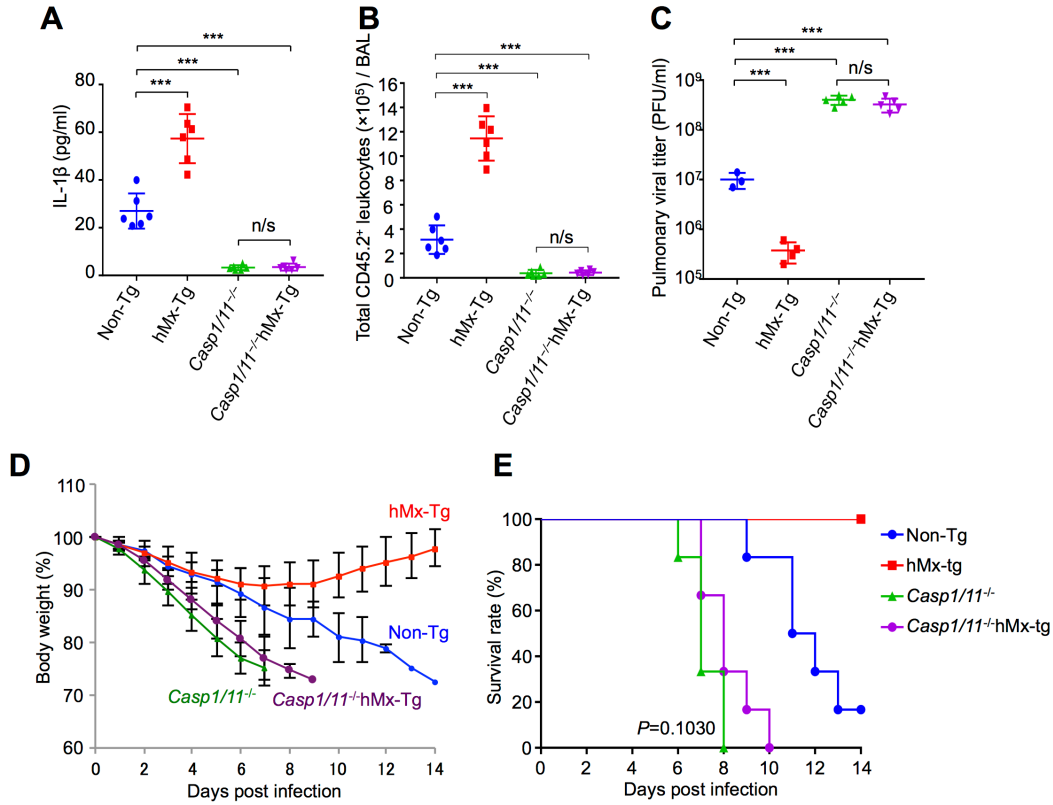 A
***
***
***
n/s
IL-1β (pg/ml)
80
60
40
20
0
Non-Tg
hMx-Tg
Casp1/11⁻/⁻
Casp1/11⁻/⁻hMx-Tg
B
***
***
***
n/s
Total CD45.2⁺ leukocytes (×10⁵) / BAL
16
14
12
10
8
6
4
2
0
Non-Tg
hMx-Tg
Casp1/11⁻/⁻
Casp1/11⁻/⁻hMx-Tg
C
***
***
***
n/s
Pulmonary viral titer (PFU/ml)
10⁹
10⁸
10⁷
10⁶
10⁵
Non-Tg
hMx-Tg
Casp1/11⁻/⁻
Casp1/11⁻/⁻hMx-Tg
D
Body weight (%)
110
100
90
80
70
60
hMx-Tg
Non-Tg
Casp1/11⁻/⁻
Casp1/11⁻/⁻hMx-Tg
0 2 4 6 8 10 12 14
Days post infection
E
Survival rate (%)
100
80
60
40
20
0
P=0.1030
0 2 4 6 8 10 12 14
Days post infection
Non-Tg
hMx-tg
Casp1/11⁻/⁻
Casp1/11⁻/⁻hMx-tg